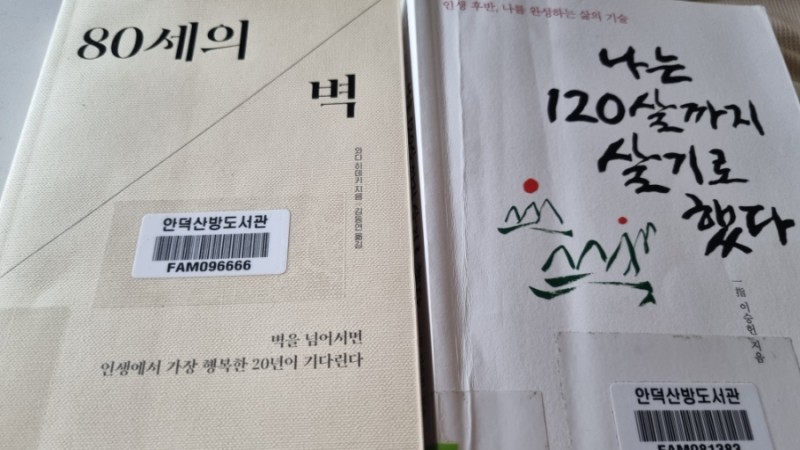 80세의
벽
와다 히데키 지음 · 김동연 옮김
안덕산방도서관
FAM096666
벽을 넘어서면
인생에서 가장 행복한 20년이 기다린다
인생 후반, 나를 완성하는 삶의 기술
나는
120살까지
살기로
했다
一指 이승헌 지음
안덕산방도서관
FAM081383